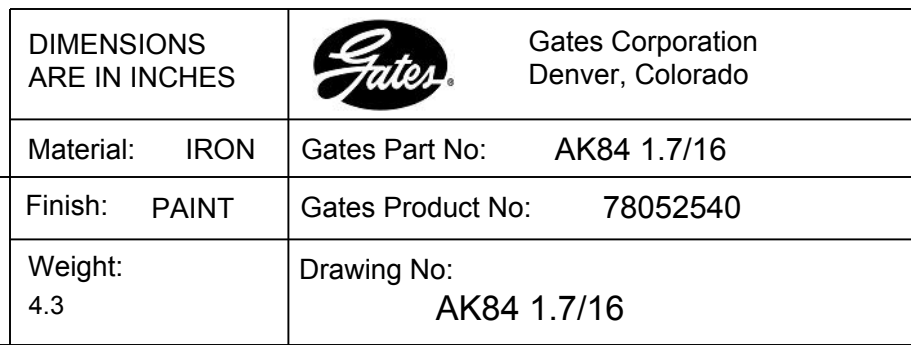 DIMENSIONS
ARE IN INCHES
Gates®
Gates Corporation
Denver, Colorado
Material: IRON
Gates Part No: AK84 1.7/16
Finish: PAINT
Gates Product No: 78052540
Weight:
4.3
Drawing No:
AK84 1.7/16